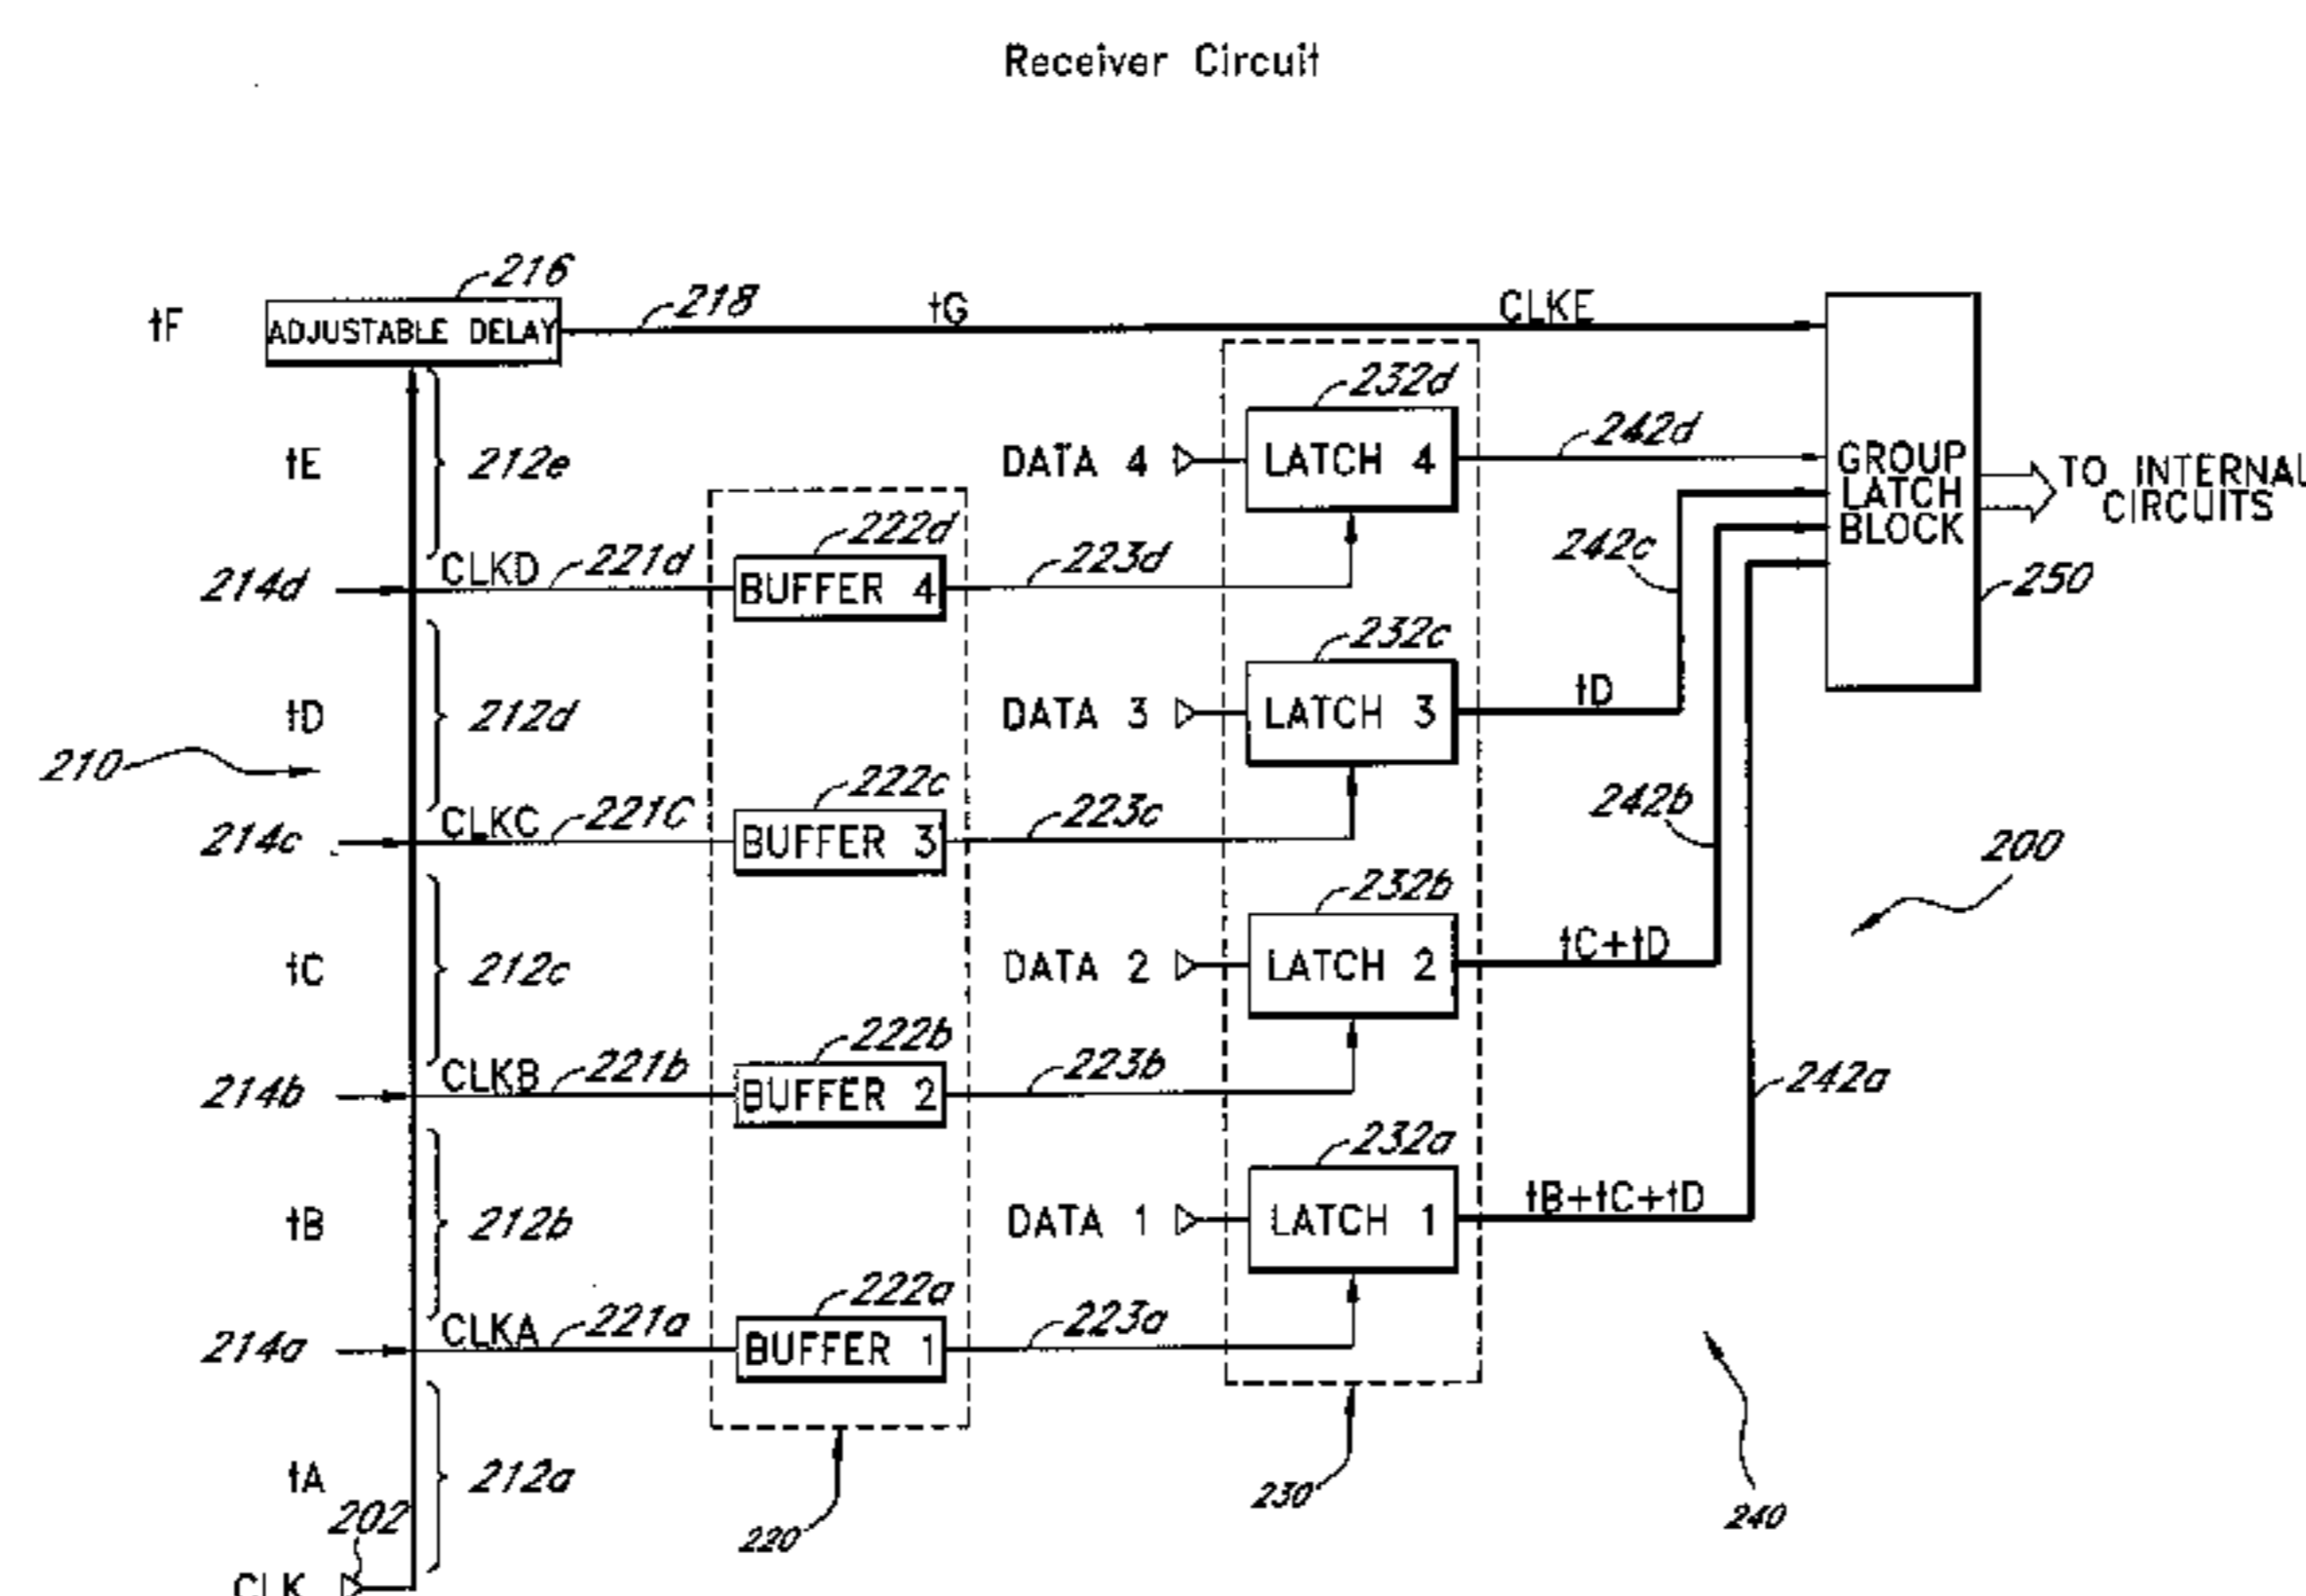 Receiver Circuit
216
tF
ADJUSTABLE DELAY
218
tG
CLKE
232d
DATA 4
LATCH 4
242d
GROUP
LATCH
BLOCK
TO INTERNAL
CIRCUITS
tE
212e
222d
214d
CLKD
221d
BUFFER 4
223d
242c
250
232c
tD
212d
DATA 3
LATCH 3
tD
210
222c
214c
CLKC
221C
BUFFER 3
223c
242b
200
232b
tC
212c
DATA 2
LATCH 2
tC+tD
222b
214b
CLKB
221b
BUFFER 2
223b
242a
232a
tB
212b
DATA 1
LATCH 1
tB+tC+tD
222a
214a
CLKA
221a
BUFFER 1
223a
tA
212a
202
220
230
240
CLK